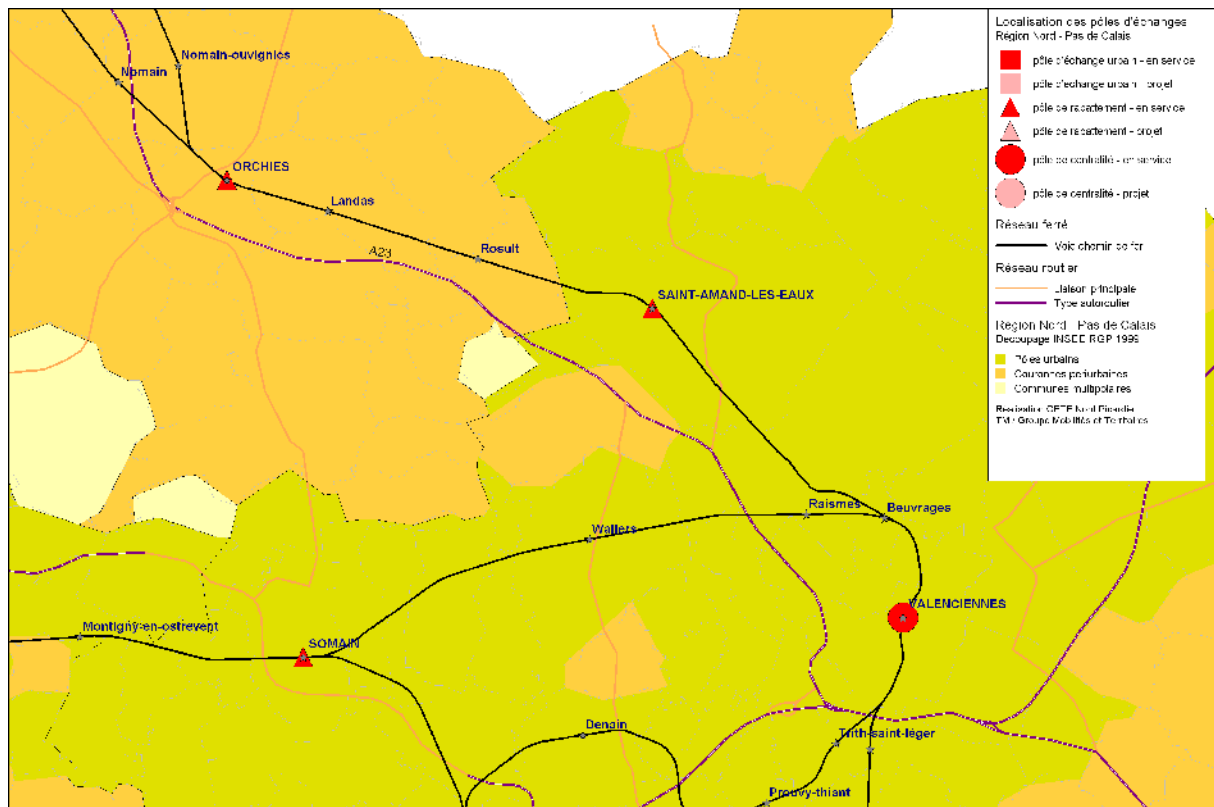 Nomain-ouvignies
Nomain
ORCHIES
Landas
Rosult
A23
SAINT-AMAND-LES-EAUX
Wallers
Raismes
Beuvrages
VALENCIENNES
Montigny-en-ostrevent
SOMAIN
Denain
Trith-saint-léger
Prouvy-thiant
Localisation des pôles d'échanges
Région Nord - Pas de Calais
pôle d'échange urbain - en service
pôle d'échange urbain - projet
pôle de rabattement - en service
pôle de rabattement - projet
pôle de centralité - en service
pôle de centralité - projet
Réseau ferré
Voie chemin de fer
Réseau routier
Liaison principale
Type autoroutier
Région Nord - Pas de Calais
Découpage INSEE RGP 1999
Pôles urbains
Couronnes périurbaines
Communes multipolaires
Réalisation CETE Nord Picardie
TM / Groupe Mobilités et Territoires